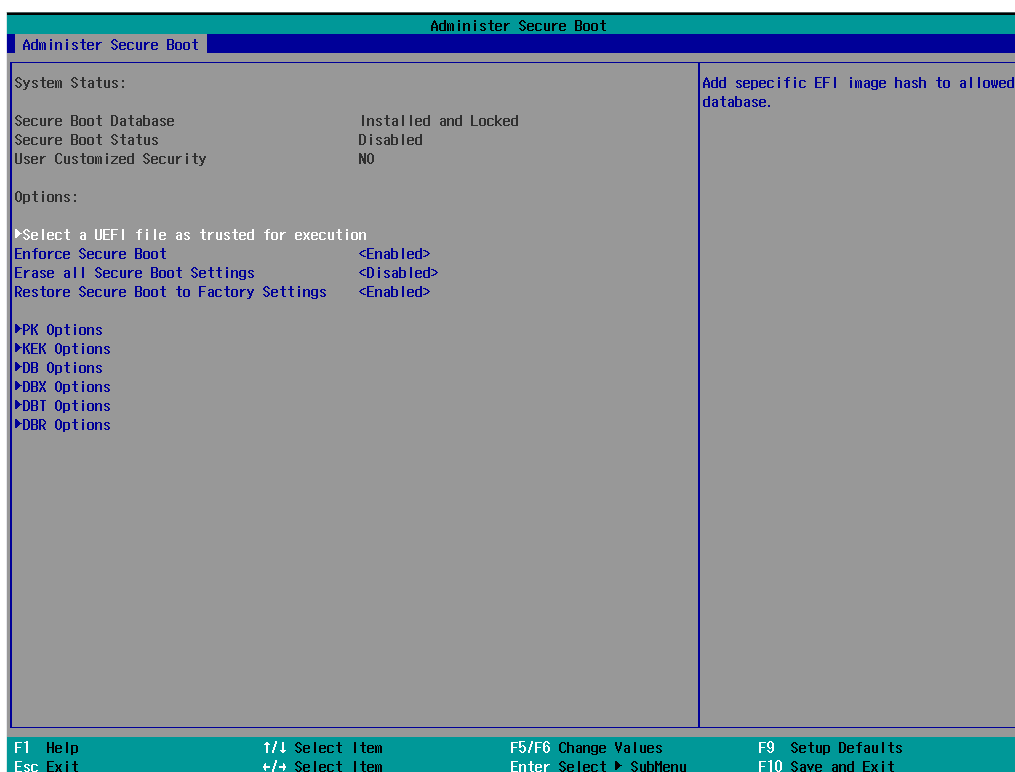 Administer Secure Boot
Administer Secure Boot
System Status:
Secure Boot Database Installed and Locked
Secure Boot Status Disabled
User Customized Security NO
Options:
▶Select a UEFI file as trusted for execution
Enforce Secure Boot <Enabled>
Erase all Secure Boot Settings <Disabled>
Restore Secure Boot to Factory Settings <Enabled>
▶PK Options
▶KEK Options
▶DB Options
▶DBX Options
▶DBT Options
▶DBR Options
Add sepecific EFI image hash to allowed
database.
F1 Help ↑/↓ Select Item F5/F6 Change Values F9 Setup Defaults
Esc Exit ←/→ Select Item Enter Select ▶ SubMenu F10 Save and Exit